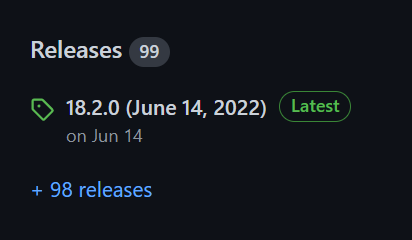 Releases 99
18.2.0 (June 14, 2022) Latest
on Jun 14
+ 98 releases